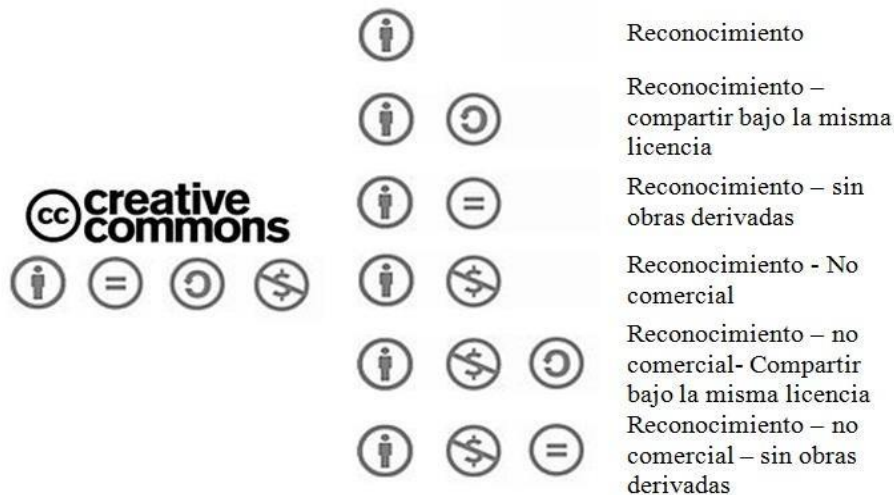 cc creative
commons
Reconocimiento
Reconocimiento –
compartir bajo la misma
licencia
Reconocimiento – sin
obras derivadas
Reconocimiento - No
comercial
Reconocimiento – no
comercial- Compartir
bajo la misma licencia
Reconocimiento – no
comercial – sin obras
derivadas